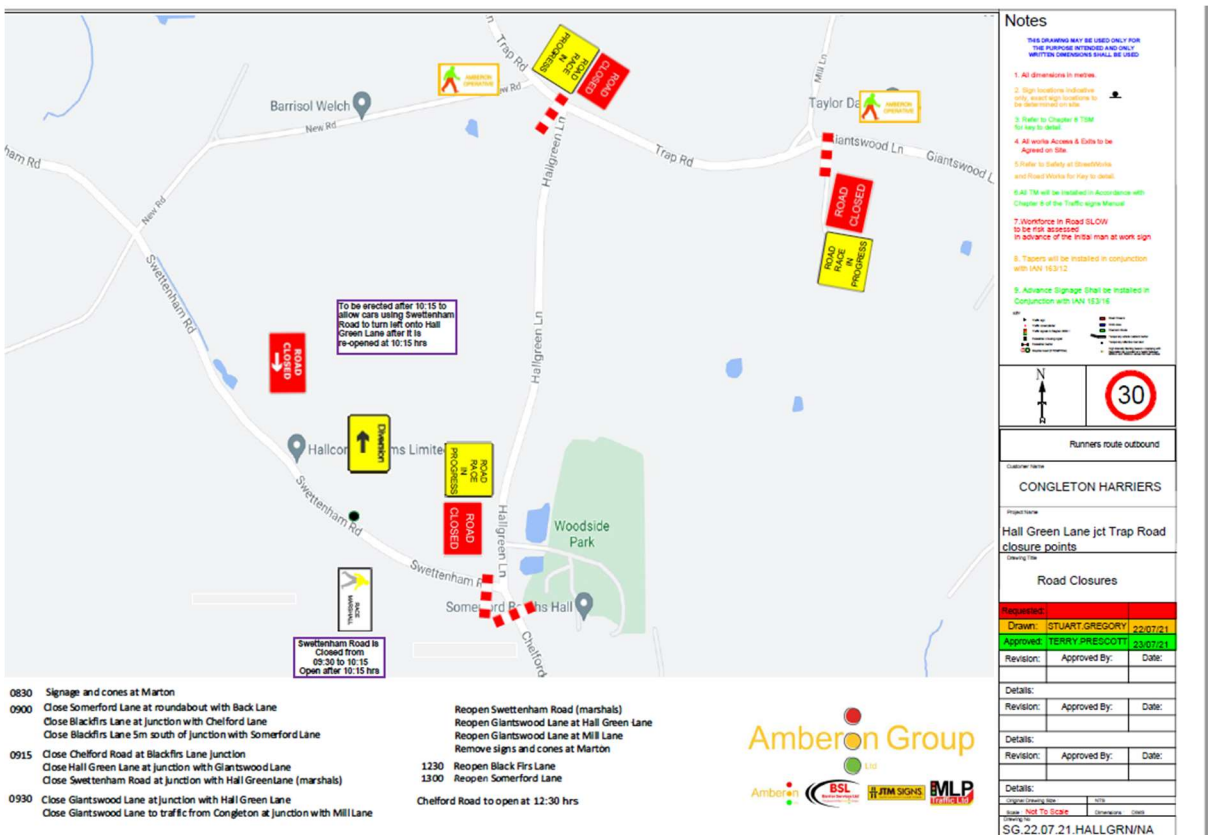 Trap Rd
ROAD
RACE
IN
PROGRESS
ROAD
CLOSED
AMBERON
OPERATIVE
New Rd
Barrisol Welch
New Rd
Mill Ln
Taylor Da
AMBERON
OPERATIVE
Hallgreen Ln
Trap Rd
Giantswood Ln
Giantswood L
ham Rd
ROAD
CLOSED
New Rd
ROAD
RACE
IN
PROGRESS
Swettenham Rd
To be erected after 10:15 to
allow cars using Swettenham
Road to turn left onto Hall
Green Lane after it is
re-opened at 10:15 hrs
Hallgreen Ln
ROAD
CLOSED
Diversion
Hallcon
ms Limite
ROAD
RACE
IN
PROGRESS
Swettenham Rd
ROAD
CLOSED
Hallgreen Ln
Woodside
Park
Swettenham R
RACE
MARSHALL
Chelford
Swettenham Road is
Closed from
09:30 to 10:15
Open after 10:15 hrs
0830 Signage and cones at Marton
0900 Close Somerford Lane at roundabout with Back Lane
Close Blackfirs Lane at junction with Chelford Lane
Close Blackfirs Lane 5m south of junction with Somerford Lane
0915 Close Chelford Road at Blackfirs Lane junction
Close Hall Green Lane at junction with Giantswood Lane
Close Swettenham Road at junction with Hall GreenLane (marshals)
0930 Close Giantswood Lane at junction with Hall Green Lane
Close Giantswood Lane to traffic from Congleton at junction with Mill Lane
Reopen Swettenham Road (marshals)
Reopen Giantswood Lane at Hall Green Lane
Reopen Giantswood Lane at Mill Lane
Remove signs and cones at Marton
1230 Reopen Black Firs Lane
1300 Reopen Somerford Lane
Chelford Road to open at 12:30 hrs
Amberon Group
Ltd
Amberon
BSL
JTM SIGNS
MLP
Traffic Ltd
Notes
THIS DRAWING MAY BE USED ONLY FOR
THE PURPOSE INTENDED AND ONLY
WRITTEN DIMENSIONS SHALL BE USED
1. All dimensions in metres.
2. Sign locations indicative
only, exact sign locations to
be determined on site.
3. Refer to Chapter 8 TSM
for key to detail.
4. All works Access & Exits to be
Agreed on Site.
5.Refer to Safety at StreetWorks
and Road Works for Key to detail.
6.All TM will be Installed in Accordance with
Chapter 8 of the Traffic signs Manual
7.Workforce in Road SLOW
to be risk assessed
in advance of the initial man at work sign
8. Tapers will be installed in conjunction
with IAN 163/12
9. Advance Signage Shall be Installed in
Conjunction with IAN 163/16
N
30
Runners route outbound
Customer Name
CONGLETON HARRIERS
Project Name
Hall Green Lane jct Trap Road
closure points
Drawing Title
Road Closures
Requested:
Drawn: STUART.GREGORY 22/07/21
Approved: TERRY.PRESCOTT 23/07/21
Revision: Approved By: Date:
Details:
Revision: Approved By: Date:
Details:
Revision: Approved By: Date:
Details:
Original Drawing Size : NTS
Scale : Not To Scale Dimensions :
Drawing No
SG.22.07.21.HALLGRN/NA